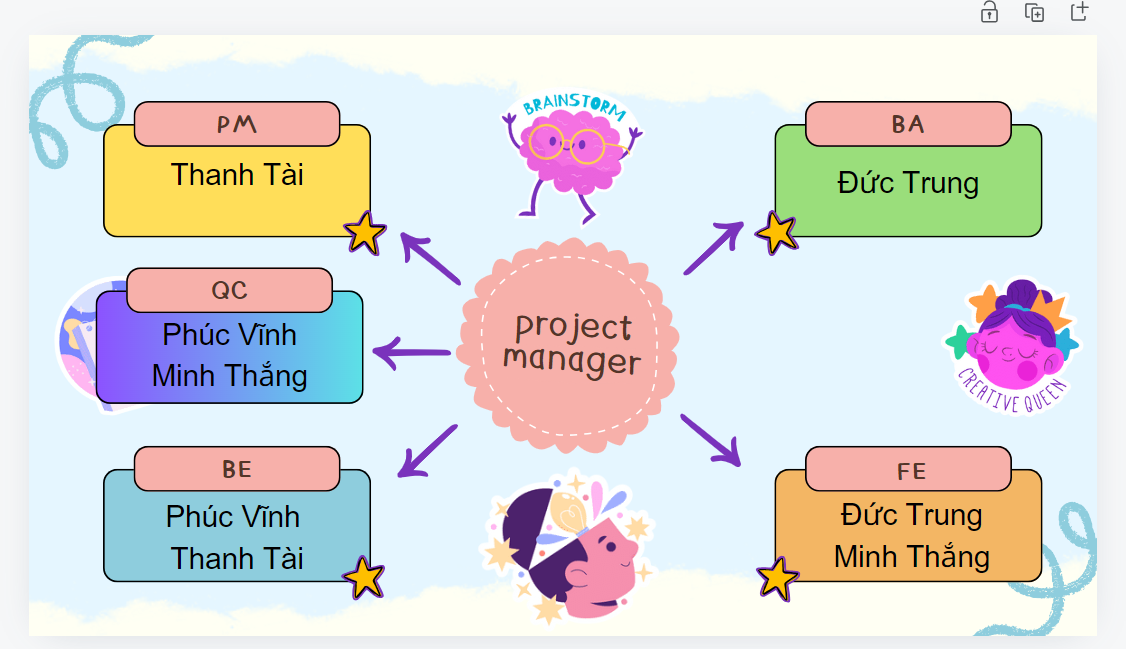 BRAINSTORM
PM
Thanh Tài
BA
Đức Trung
QC
Phúc Vĩnh
Minh Thắng
project
manager
CREATIVE QUEEN
BE
Phúc Vĩnh
Thanh Tài
FE
Đức Trung
Minh Thắng